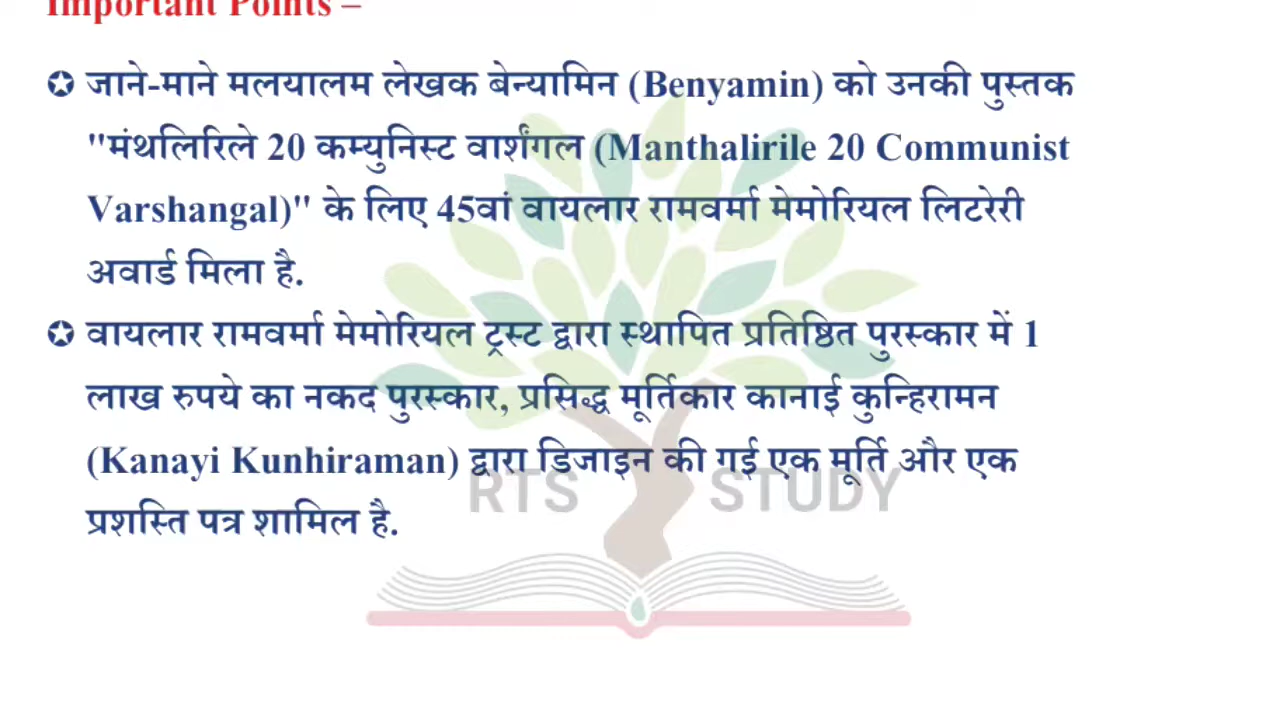 Important Points –
✪ जाने-माने मलयालम लेखक बेन्यामिन (Benyamin) को उनकी पुस्तक
"मंथलिरिले 20 कम्युनिस्ट वार्शंगल (Manthalirile 20 Communist
Varshangal)" के लिए 45वां वायलार रामवर्मा मेमोरियल लिटरेरी
अवार्ड मिला है.
✪ वायलार रामवर्मा मेमोरियल ट्रस्ट द्वारा स्थापित प्रतिष्ठित पुरस्कार में 1
लाख रुपये का नकद पुरस्कार, प्रसिद्ध मूर्तिकार कानाई कुन्हिरामन
(Kanayi Kunhiraman) द्वारा डिजाइन की गई एक मूर्ति और एक
RTS STUDY
प्रशस्ति पत्र शामिल है.